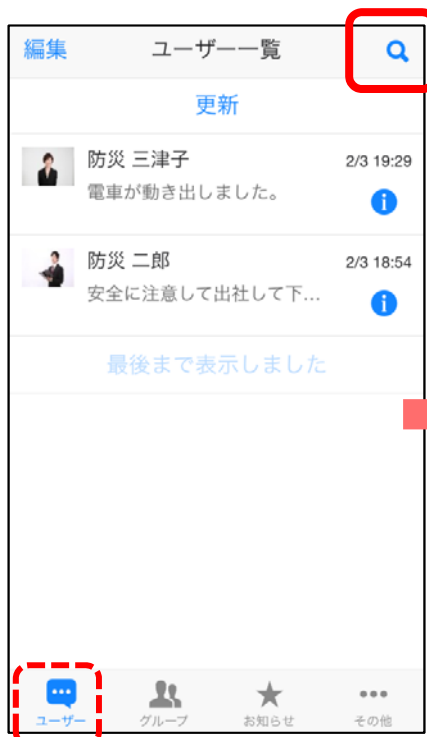 編集 ユーザー一覧
更新
防災 三津子 2/3 19:29
電車が動き出しました。
防災 二郎 2/3 18:54
安全に注意して出社して下…
最後まで表示しました
ユーザー グループ お知らせ その他